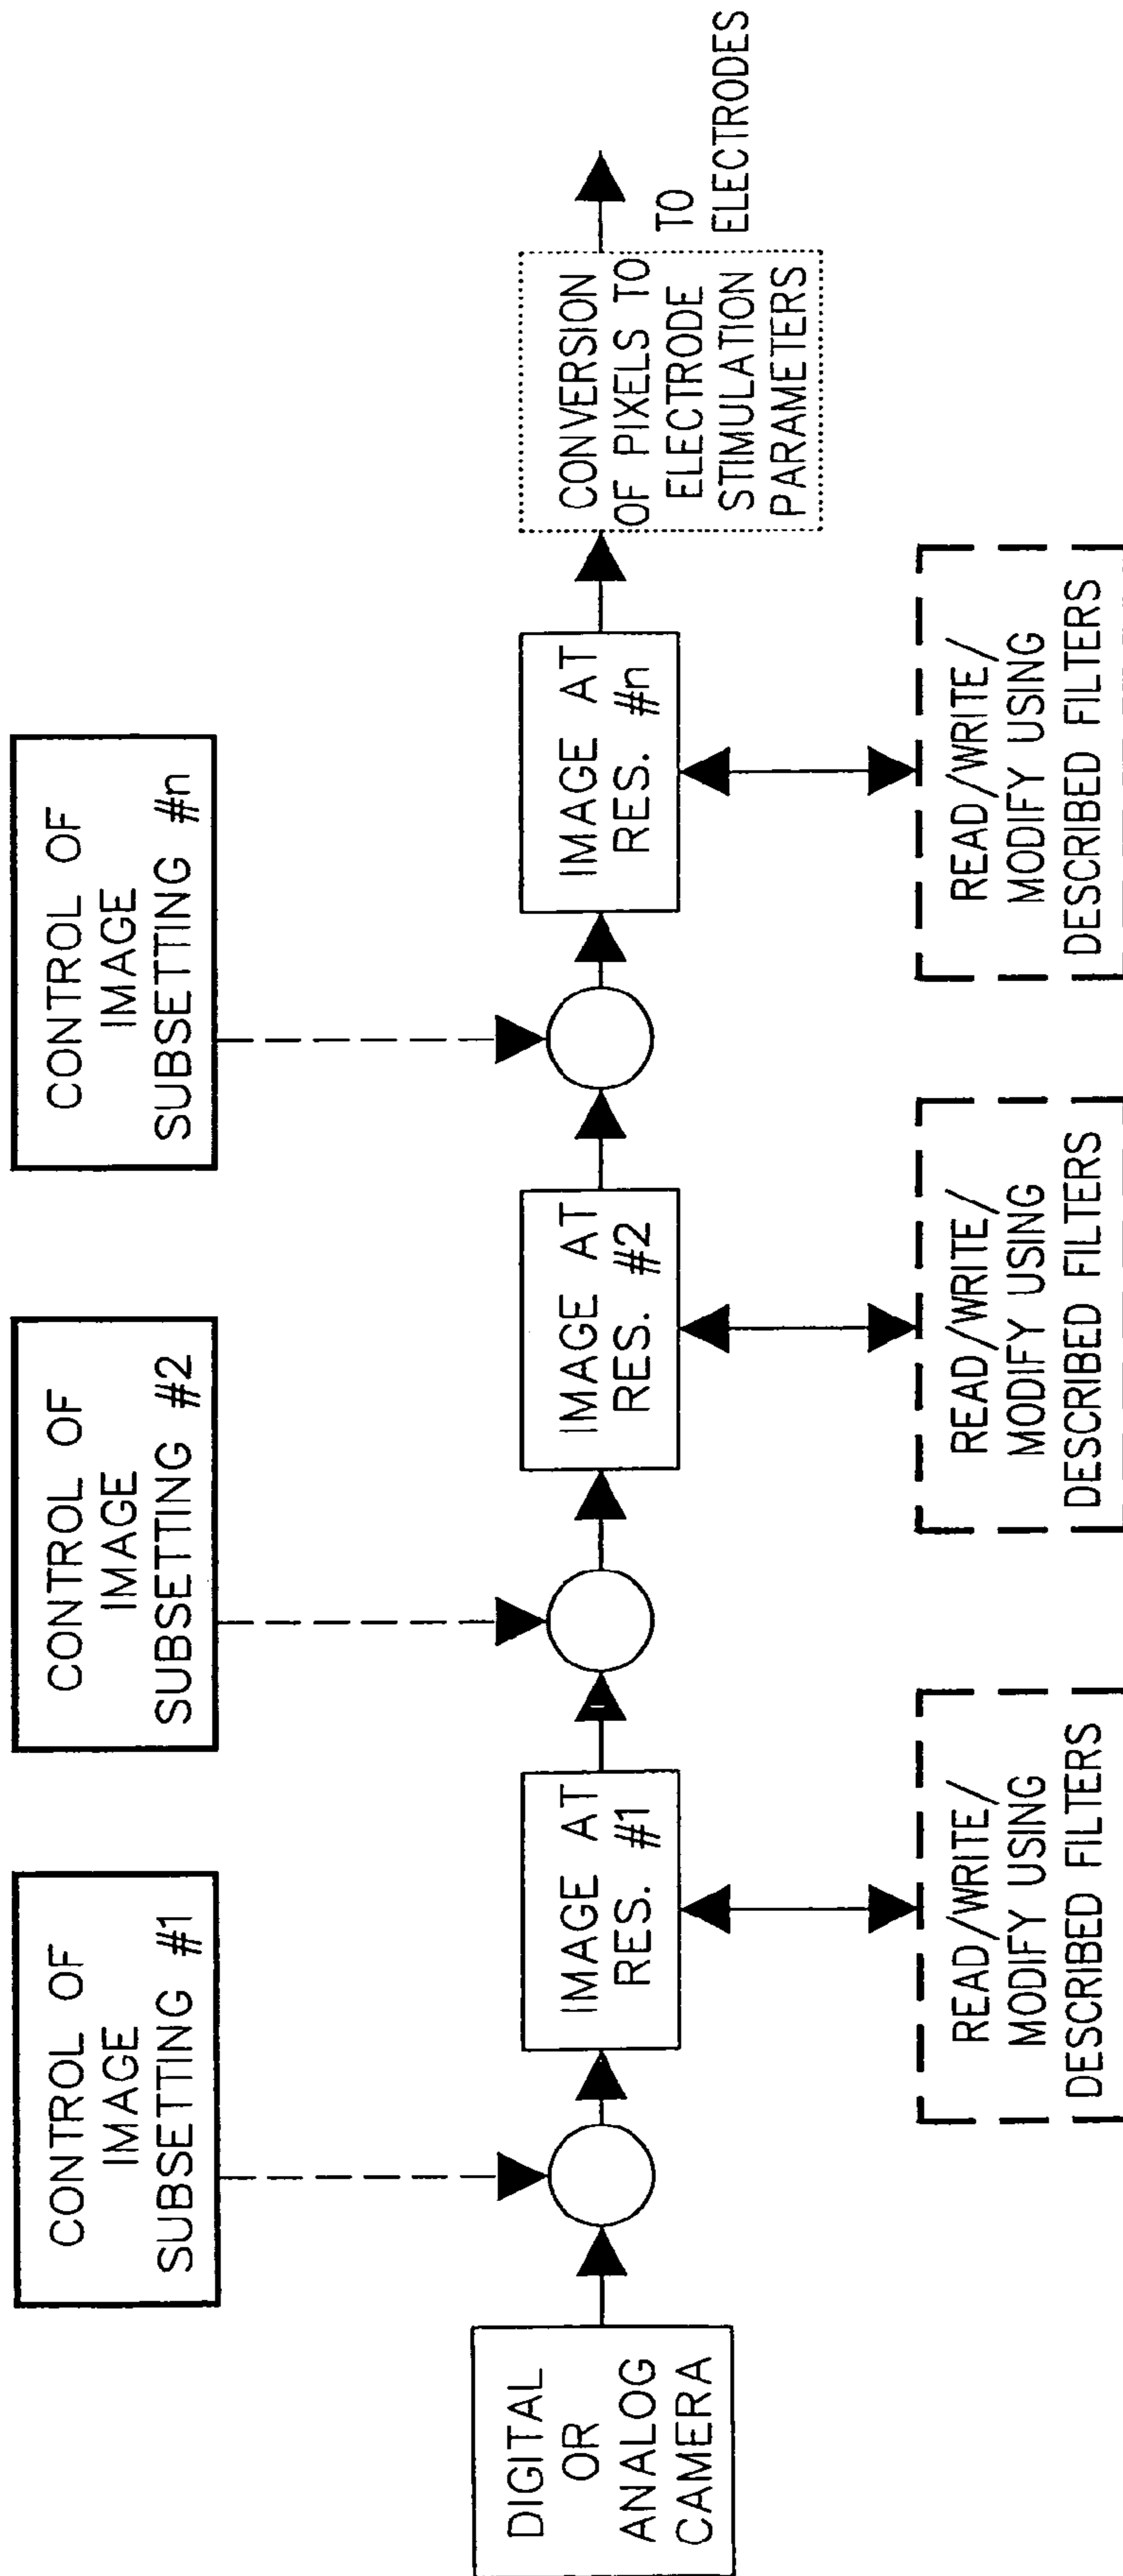 CONTROL OF
IMAGE
SUBSETTING #1
CONTROL OF
IMAGE
SUBSETTING #2
CONTROL OF
IMAGE
SUBSETTING #n
DIGITAL
OR
ANALOG
CAMERA
IMAGE AT
RES. #1
IMAGE AT
RES. #2
IMAGE AT
RES. #n
CONVERSION
OF PIXELS TO
ELECTRODE
STIMULATION
PARAMETERS
TO
ELECTRODES
READ/WRITE/
MODIFY USING
DESCRIBED FILTERS
READ/WRITE/
MODIFY USING
DESCRIBED FILTERS
READ/WRITE/
MODIFY USING
DESCRIBED FILTERS